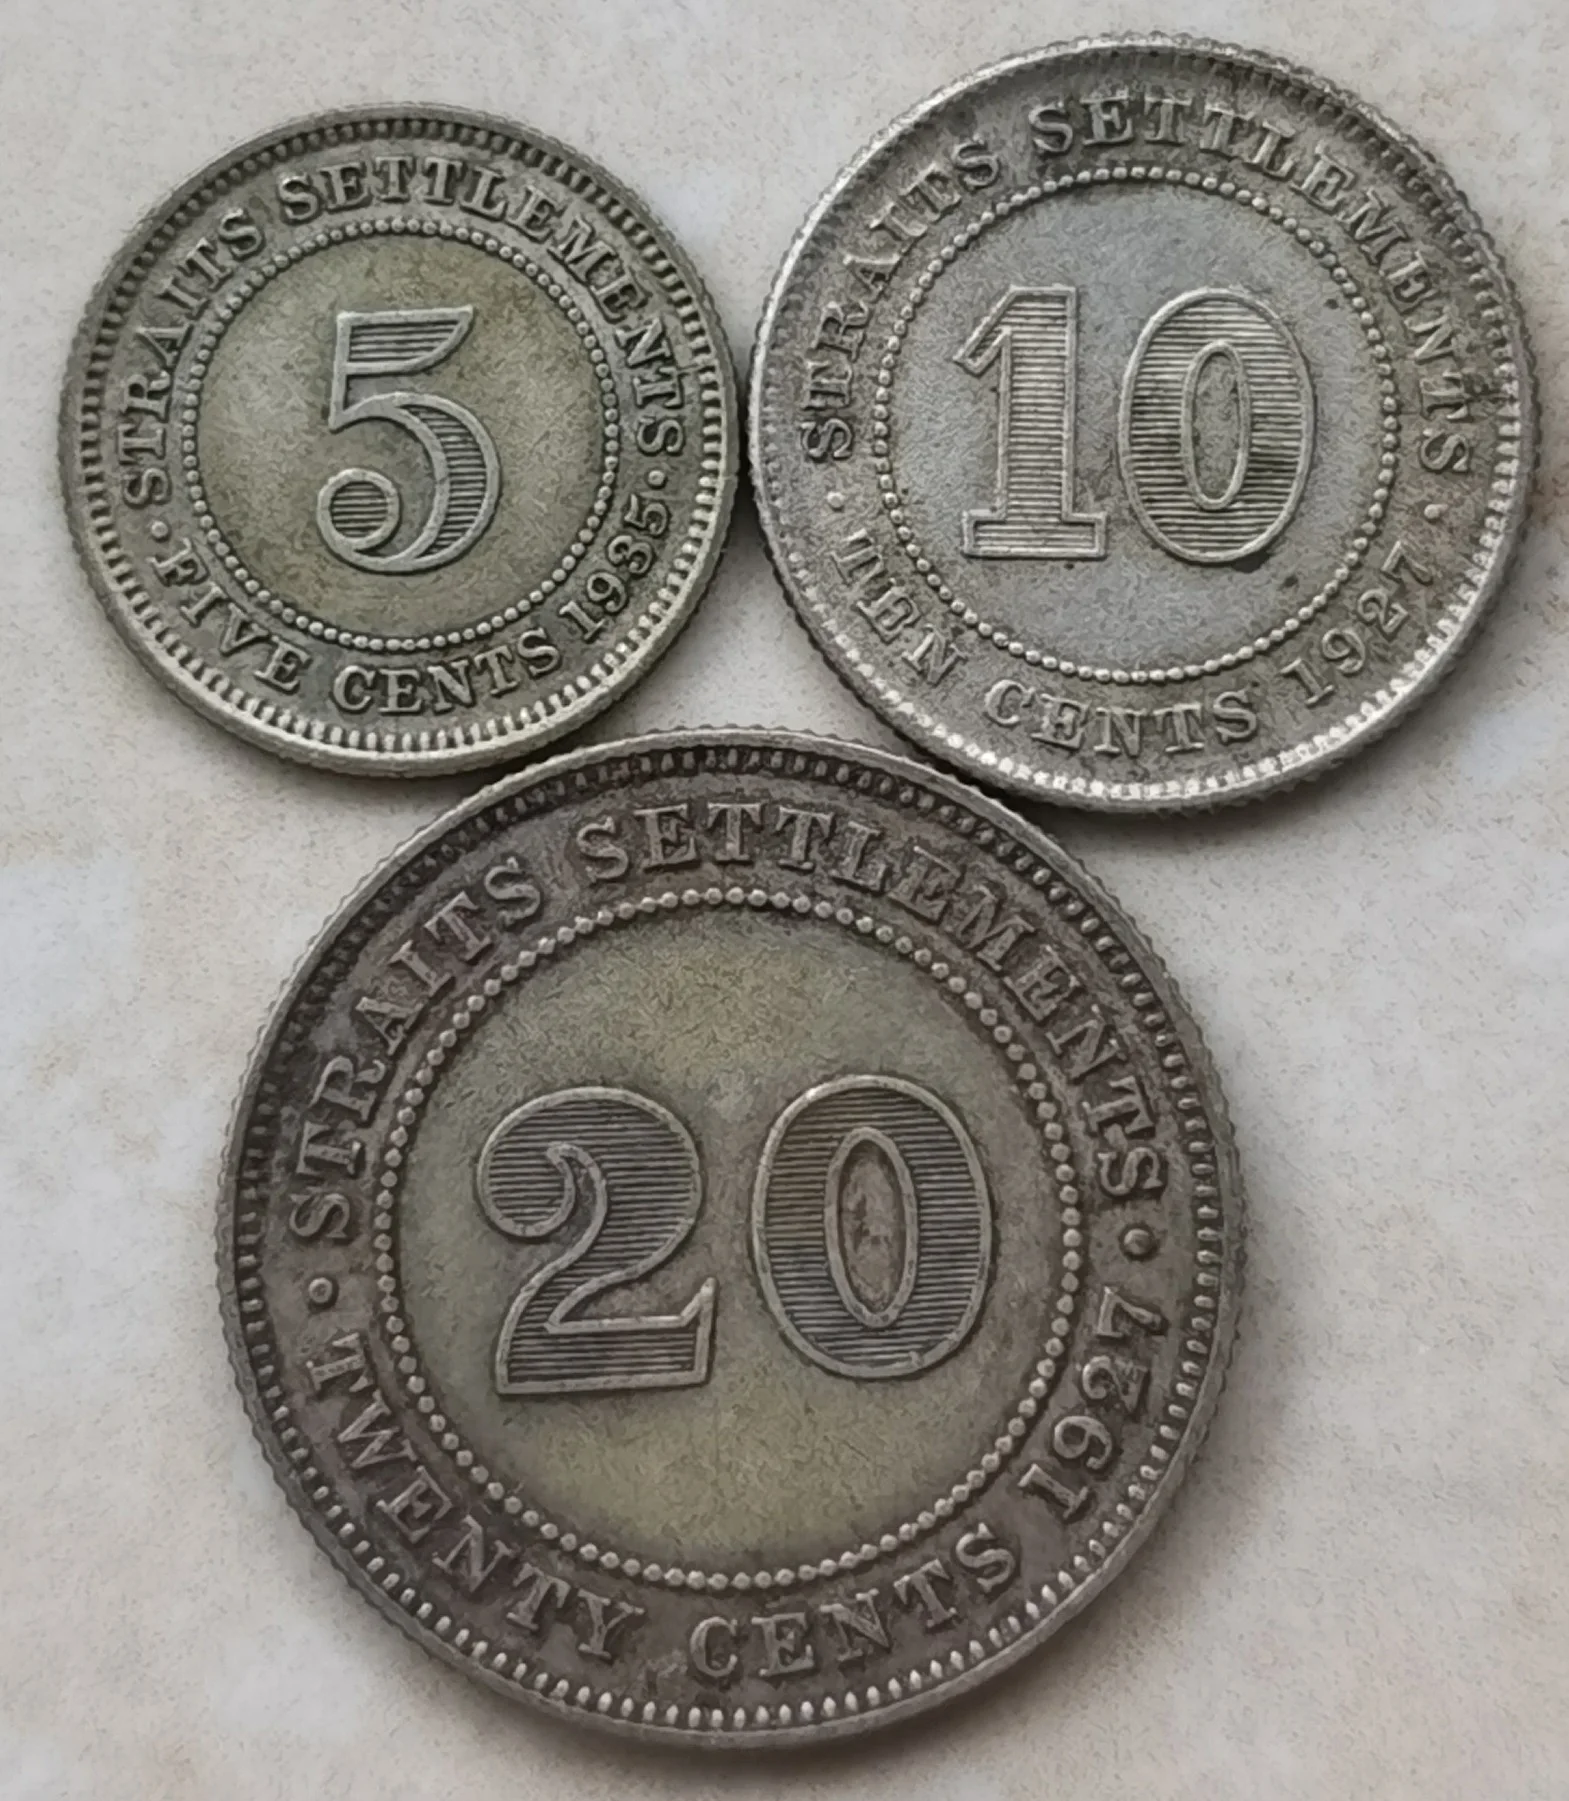 STRAITS SETTLEMENTS
5
· FIVE CENTS 1935 ·
STRAITS SETTLEMENTS
10
· TEN CENTS 1927 ·
STRAITS SETTLEMENTS
20
· TWENTY CENTS 1927 ·